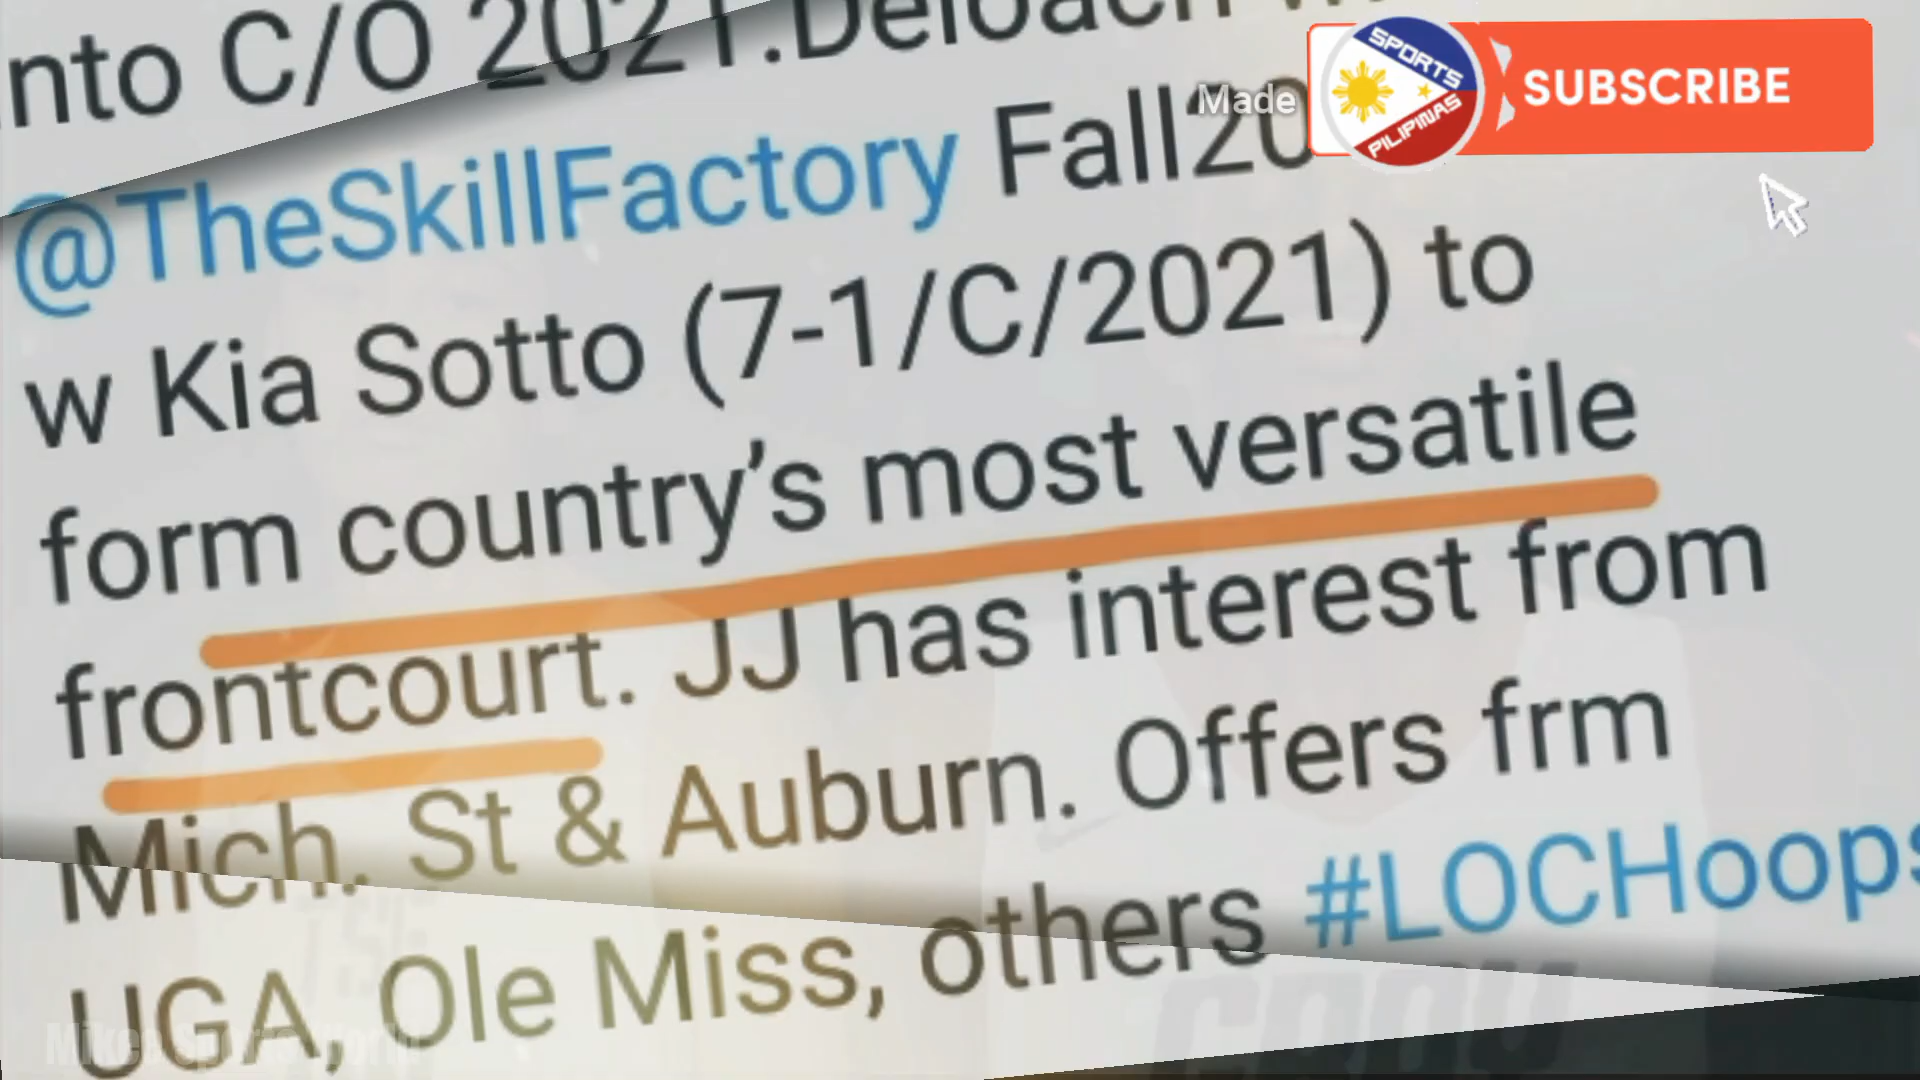 nto C/O 2021.Deloach
@TheSkillFactory Fall20
w Kia Sotto (7-1/C/2021) to
form country's most versatile
frontcourt. JJ has interest from
Mich. St & Auburn. Offers frm
UGA, Ole Miss, others #LOCHoops
Made
SPORTS
PILIPINAS
SUBSCRIBE